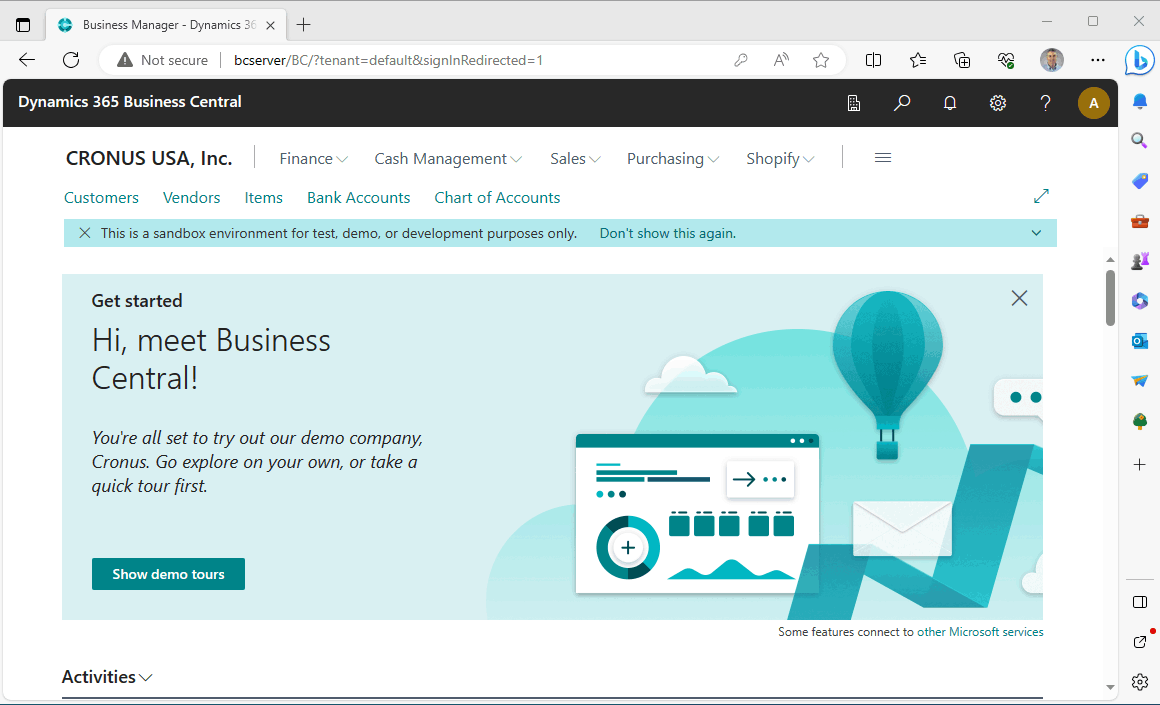 Business Manager - Dynamics 36
Not secure
bcserver/BC/?tenant=default&signInRedirected=1
Dynamics 365 Business Central
A
CRONUS USA, Inc.
Finance
Cash Management
Sales
Purchasing
Shopify
Customers
Vendors
Items
Bank Accounts
Chart of Accounts
This is a sandbox environment for test, demo, or development purposes only. Don't show this again.
Get started
Hi, meet Business
Central!
You're all set to try out our demo company,
Cronus. Go explore on your own, or take a
quick tour first.
Show demo tours
Some features connect to other Microsoft services
Activities